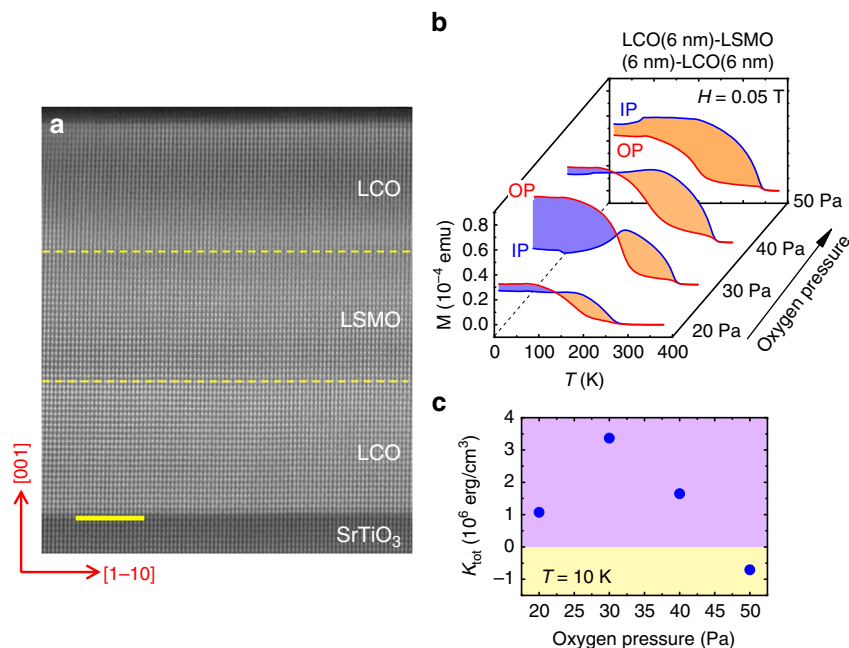 a
LCO
LSMO
LCO
SrTiO3
[001]
[1–10]
b
LCO(6 nm)-LSMO
(6 nm)-LCO(6 nm)
H = 0.05 T
IP
OP
OP
IP
M (10⁻⁴ emu)
0.8
0.6
0.4
0.2
0.0
0 100 200 300 400
T (K)
20 Pa
30 Pa
40 Pa
50 Pa
Oxygen pressure
c
Ktot (10⁶ erg/cm³)
4
3
2
1
0
−1
T = 10 K
20 25 30 35 40 45 50
Oxygen pressure (Pa)